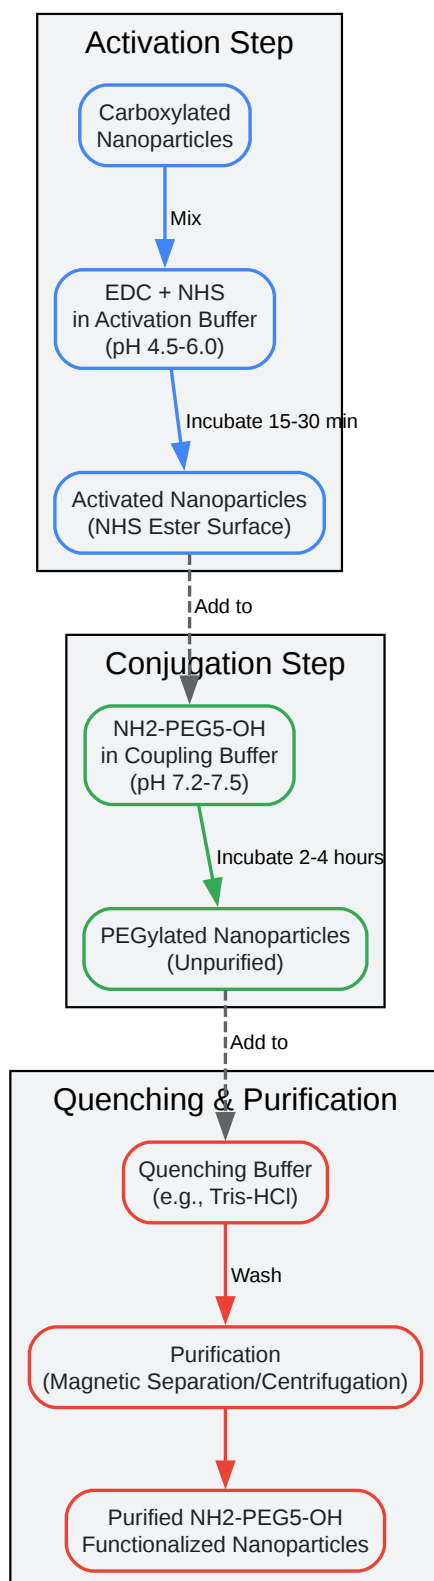 Activation Step
Carboxylated
Nanoparticles
Mix
EDC + NHS
in Activation Buffer
(pH 4.5-6.0)
Incubate 15-30 min
Activated Nanoparticles
(NHS Ester Surface)
Add to
Conjugation Step
NH2-PEG5-OH
in Coupling Buffer
(pH 7.2-7.5)
Incubate 2-4 hours
PEGylated Nanoparticles
(Unpurified)
Add to
Quenching & Purification
Quenching Buffer
(e.g., Tris-HCl)
Wash
Purification
(Magnetic Separation/Centrifugation)
Purified NH2-PEG5-OH
Functionalized Nanoparticles